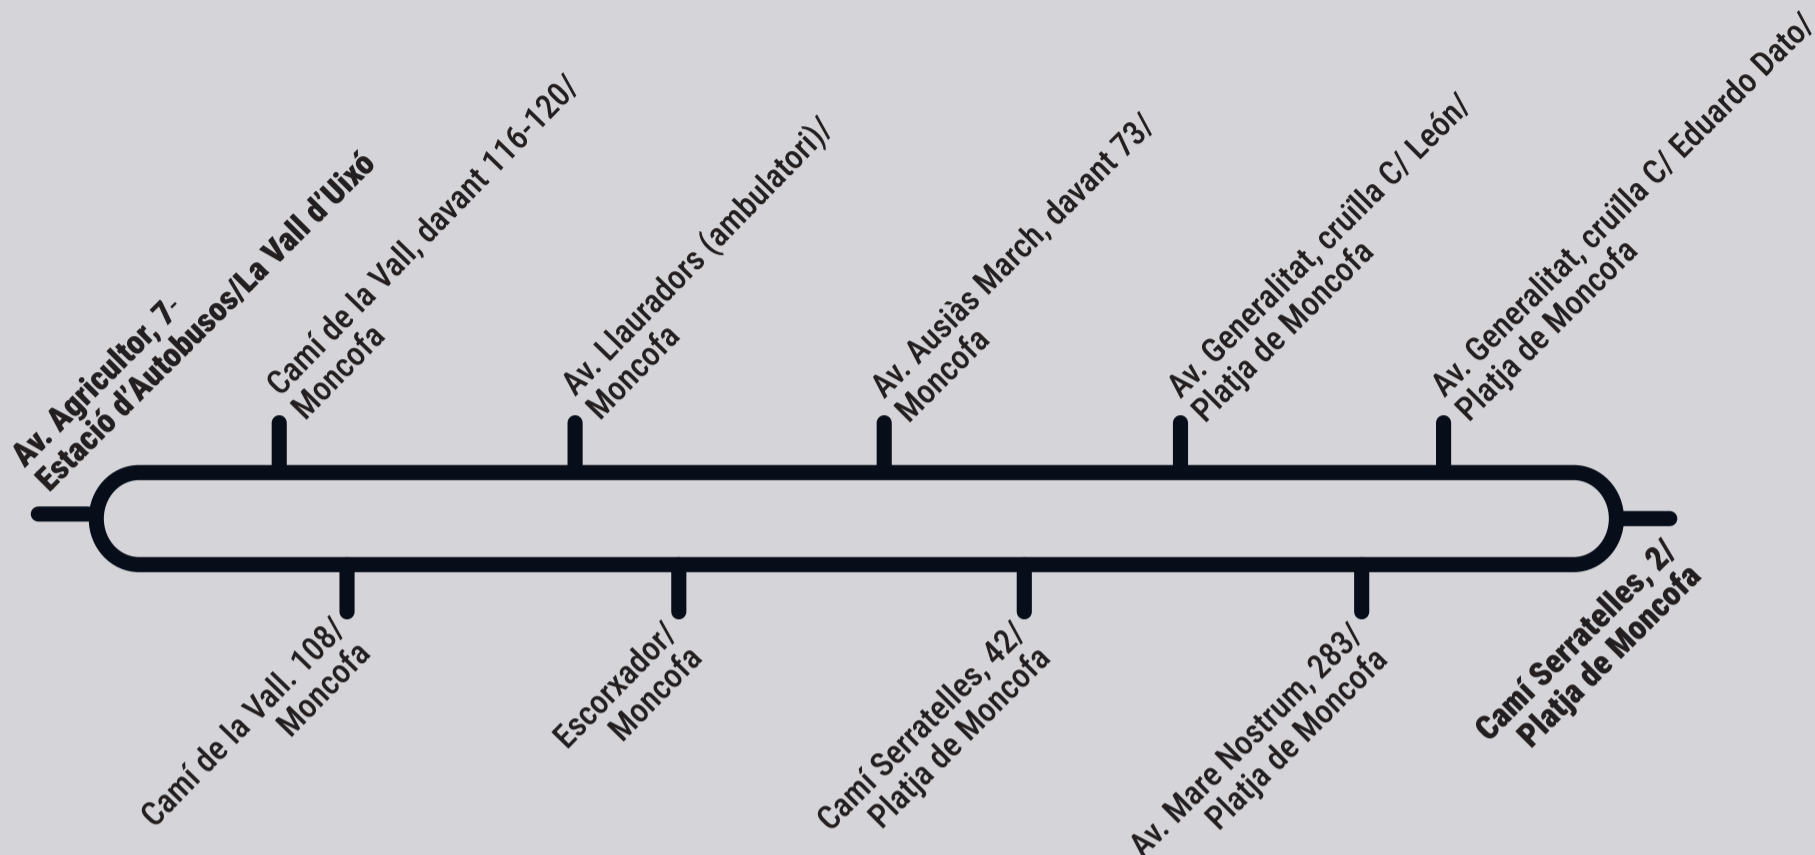 Av. Agricultor, 7-
Estació d'Autobusos/La Vall d'Uixó
Camí de la Vall, davant 116-120/
Moncofa
Av. Llauradors (ambulatori)/
Moncofa
Av. Ausiàs March, davant 73/
Moncofa
Av. Generalitat, cruïlla C/ León/
Platja de Moncofa
Av. Generalitat, cruïlla C/ Eduardo Dato/
Platja de Moncofa
Camí de la Vall. 108/
Moncofa
Escorxador/
Moncofa
Camí Serratelles, 42/
Platja de Moncofa
Av. Mare Nostrum, 283/
Platja de Moncofa
Camí Serratelles, 2/
Platja de Moncofa